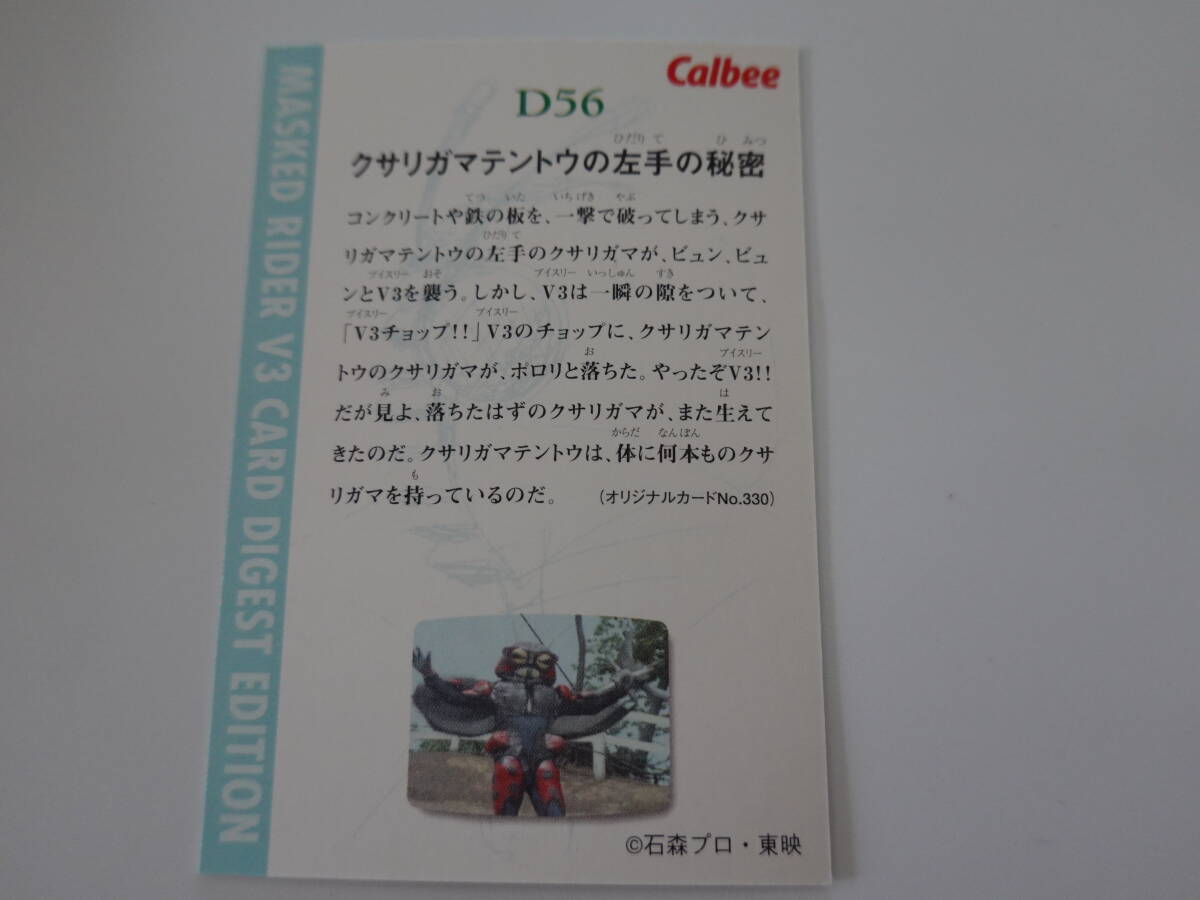 MASKED RIDER V3 CARD DIGEST EDITION
Calbee
D56
ひだり て ひ みつ
クサリガマテントウの左手の秘密
てつ いた いちげき やぶ
コンクリートや鉄の板を、一撃で破ってしまう、クサ
ひだり て
リガマテントウの左手のクサリガマが、ビュン、ビュ
ブイスリー おそ ブイスリー いっしゅん すき
ンとV3を襲う。しかし、V3は一瞬の隙をついて、
ブイスリー ブイスリー
「V3チョップ!!」V3のチョップに、クサリガマテン
お ブイスリー
トウのクサリガマが、ポロリと落ちた。やったぞV3!!
み お は
だが見よ、落ちたはずのクサリガマが、また生えて
からだ なんぼん
きたのだ。クサリガマテントウは、体に何本ものクサ
も
リガマを持っているのだ。 (オリジナルカードNo.330)
©石森プロ・東映